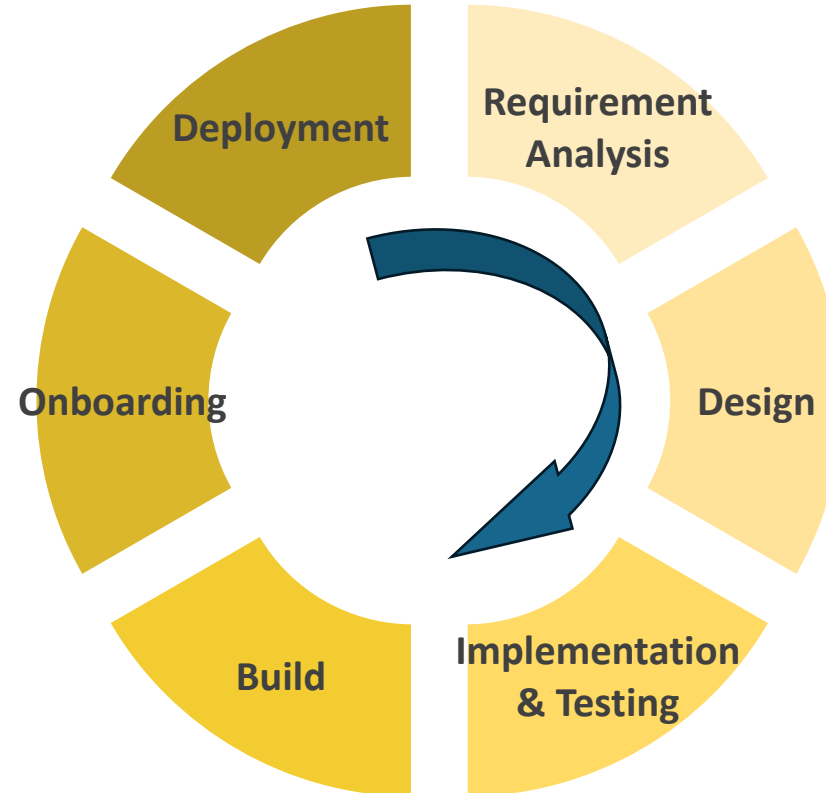 Requirement
Analysis
Design
Implementation
& Testing
Build
Onboarding
Deployment